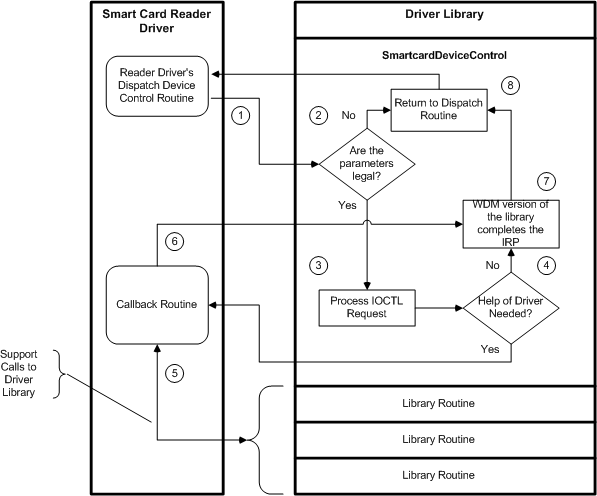 Smart Card Reader
Driver
Driver Library
SmartcardDeviceControl
Reader Driver's
Dispatch Device
Control Routine
1
2
No
Return to Dispatch
Routine
8
Are the
parameters
legal?
Yes
7
WDM version of
the library
completes the
IRP
6
3
No
4
Callback Routine
Process IOCTL
Request
Help of Driver
Needed?
Yes
Support
Calls to
Driver
Library
5
Library Routine
Library Routine
Library Routine